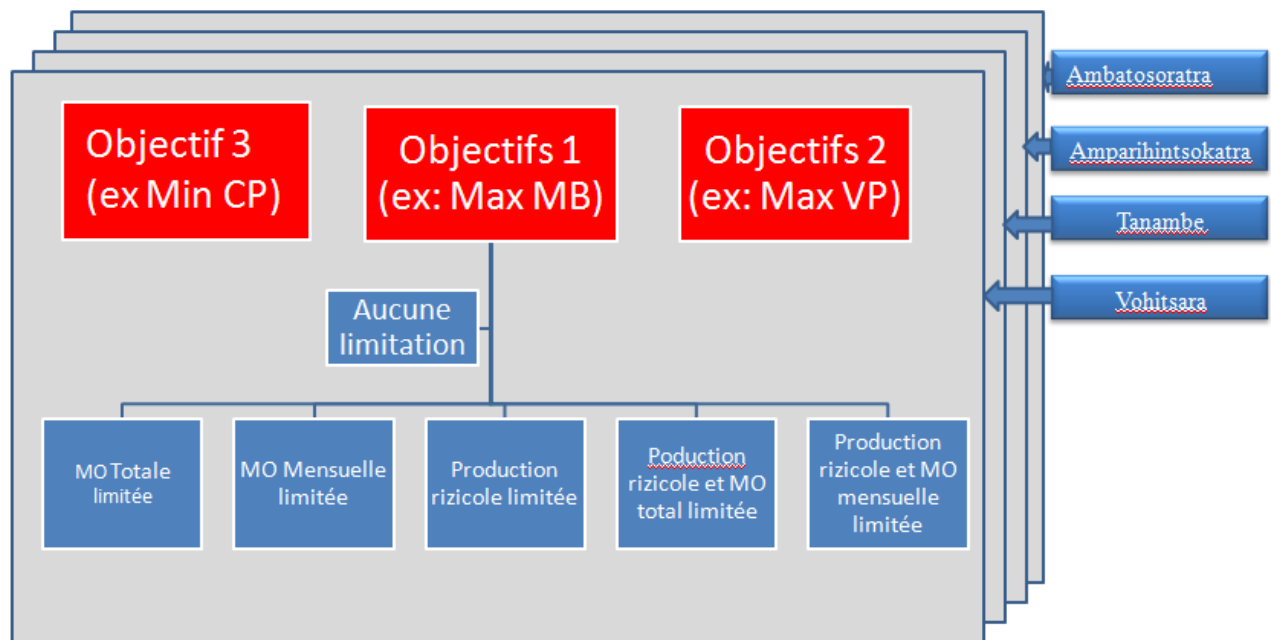 Objectif 3
(ex Min CP)
Objectifs 1
(ex: Max MB)
Objectifs 2
(ex: Max VP)
Aucune
limitation
MO Totale
limitée
MO Mensuelle
limitée
Production
rizicole limitée
Poduction
rizicole et MO
total limitée
Production
rizicole et MO
mensuelle
limitée
Ambatosoratra
Amparihintsokatra
Tanambe
Vohitsara